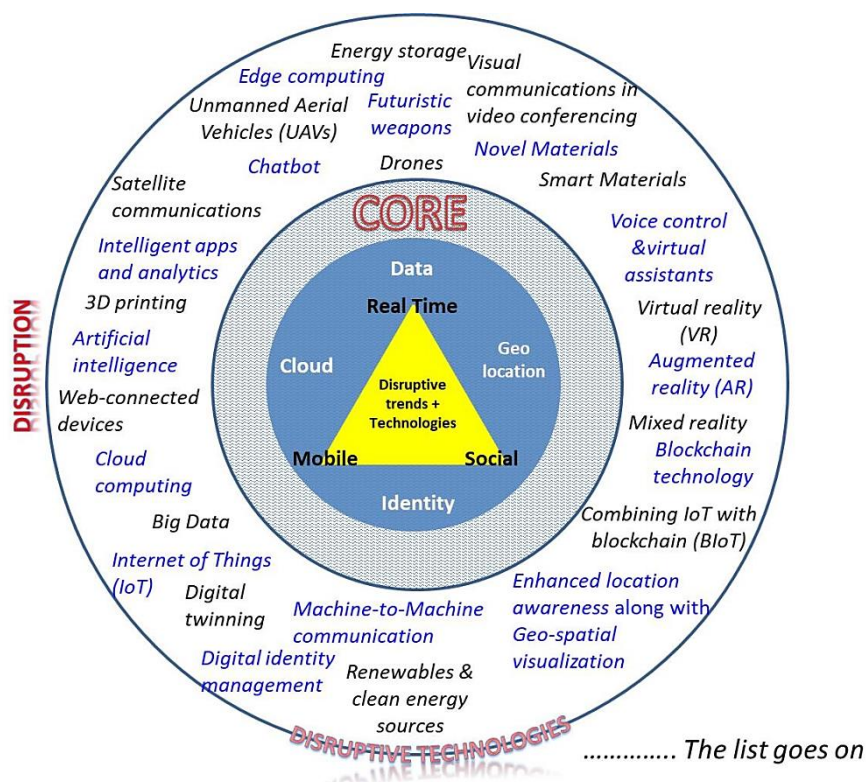 Energy storage
Edge computing
Visual
communications in
video conferencing
Unmanned Aerial
Vehicles (UAVs)
Futuristic
weapons
Chatbot
Drones
Novel Materials
Smart Materials
Satellite
communications
Voice control
&virtual
assistants
Intelligent apps
and analytics
3D printing
Virtual reality
(VR)
Artificial
intelligence
Augmented
reality (AR)
Web-connected
devices
Mixed reality
Blockchain
technology
Cloud
computing
Big Data
Combining IoT with
blockchain (BIoT)
Internet of Things
(IoT)
Digital
twinning
Machine-to-Machine
communication
Enhanced location
awareness along with
Geo-spatial
visualization
Digital identity
management
Renewables &
clean energy
sources
CORE
Data
Real Time
Cloud
Geo
location
Disruptive
trends +
Technologies
Mobile
Social
Identity
DISRUPTION
DISRUPTIVE TECHNOLOGIES
………….. The list goes on